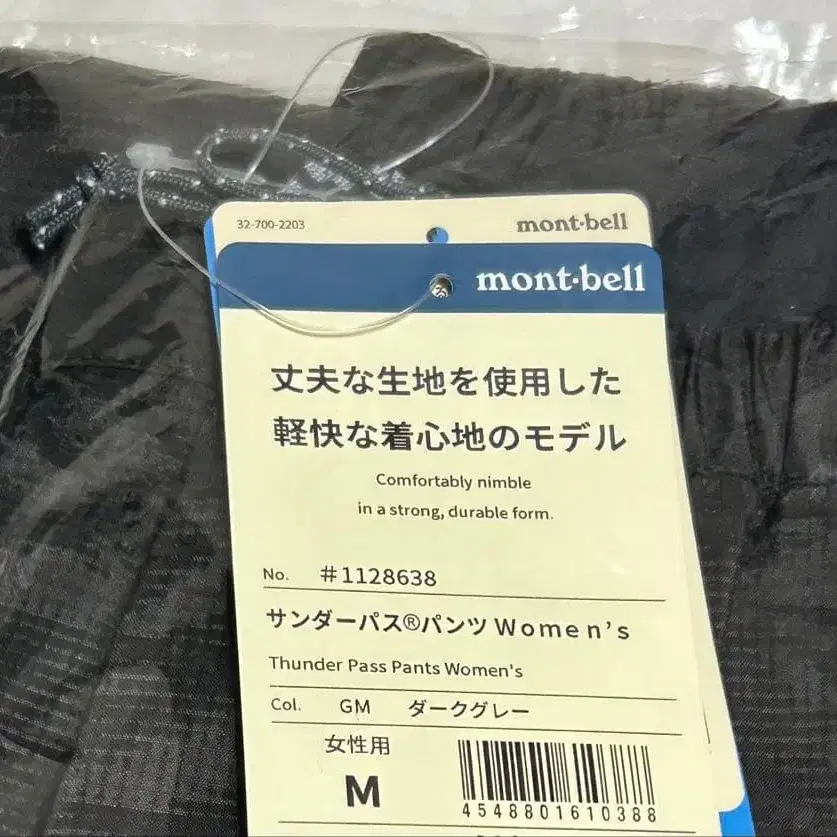 32-700-2203
mont·bell
mont·bell
丈夫な生地を使用した
軽快な着心地のモデル
Comfortably nimble
in a strong, durable form.
No. #1128638
サンダーパス®パンツ Women's
Thunder Pass Pants Women's
Col. GM ダークグレー
女性用
M
4548801610388